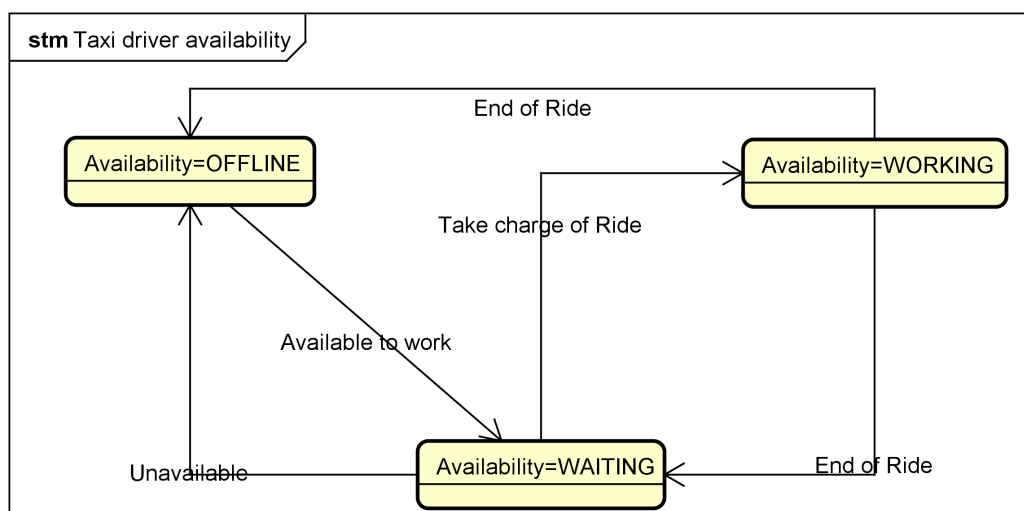 stm Taxi driver availability
End of Ride
Availability=OFFLINE
Availability=WORKING
Take charge of Ride
Available to work
Unavailable
Availability=WAITING
End of Ride